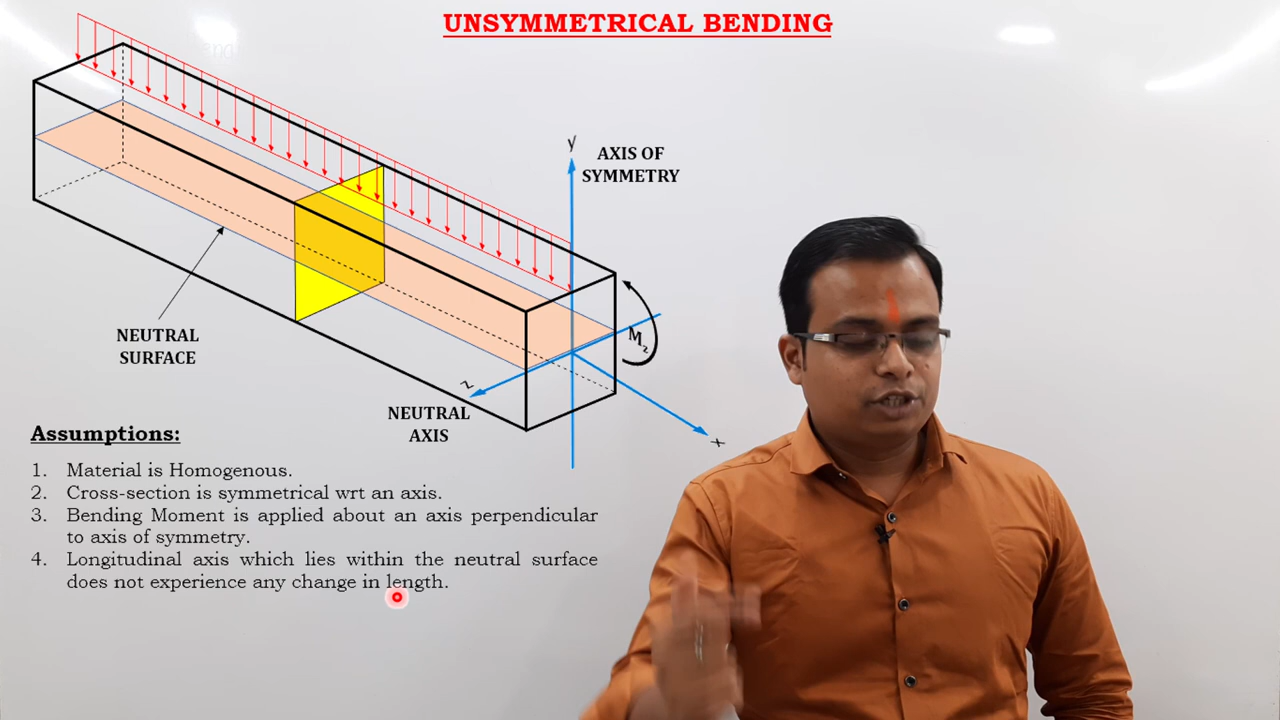 UNSYMMETRICAL BENDING
y
AXIS OF
SYMMETRY
Mz
NEUTRAL
SURFACE
z
NEUTRAL
AXIS
x
Assumptions:
1. Material is Homogenous.
2. Cross-section is symmetrical wrt an axis.
3. Bending Moment is applied about an axis perpendicular
to axis of symmetry.
4. Longitudinal axis which lies within the neutral surface
does not experience any change in length.